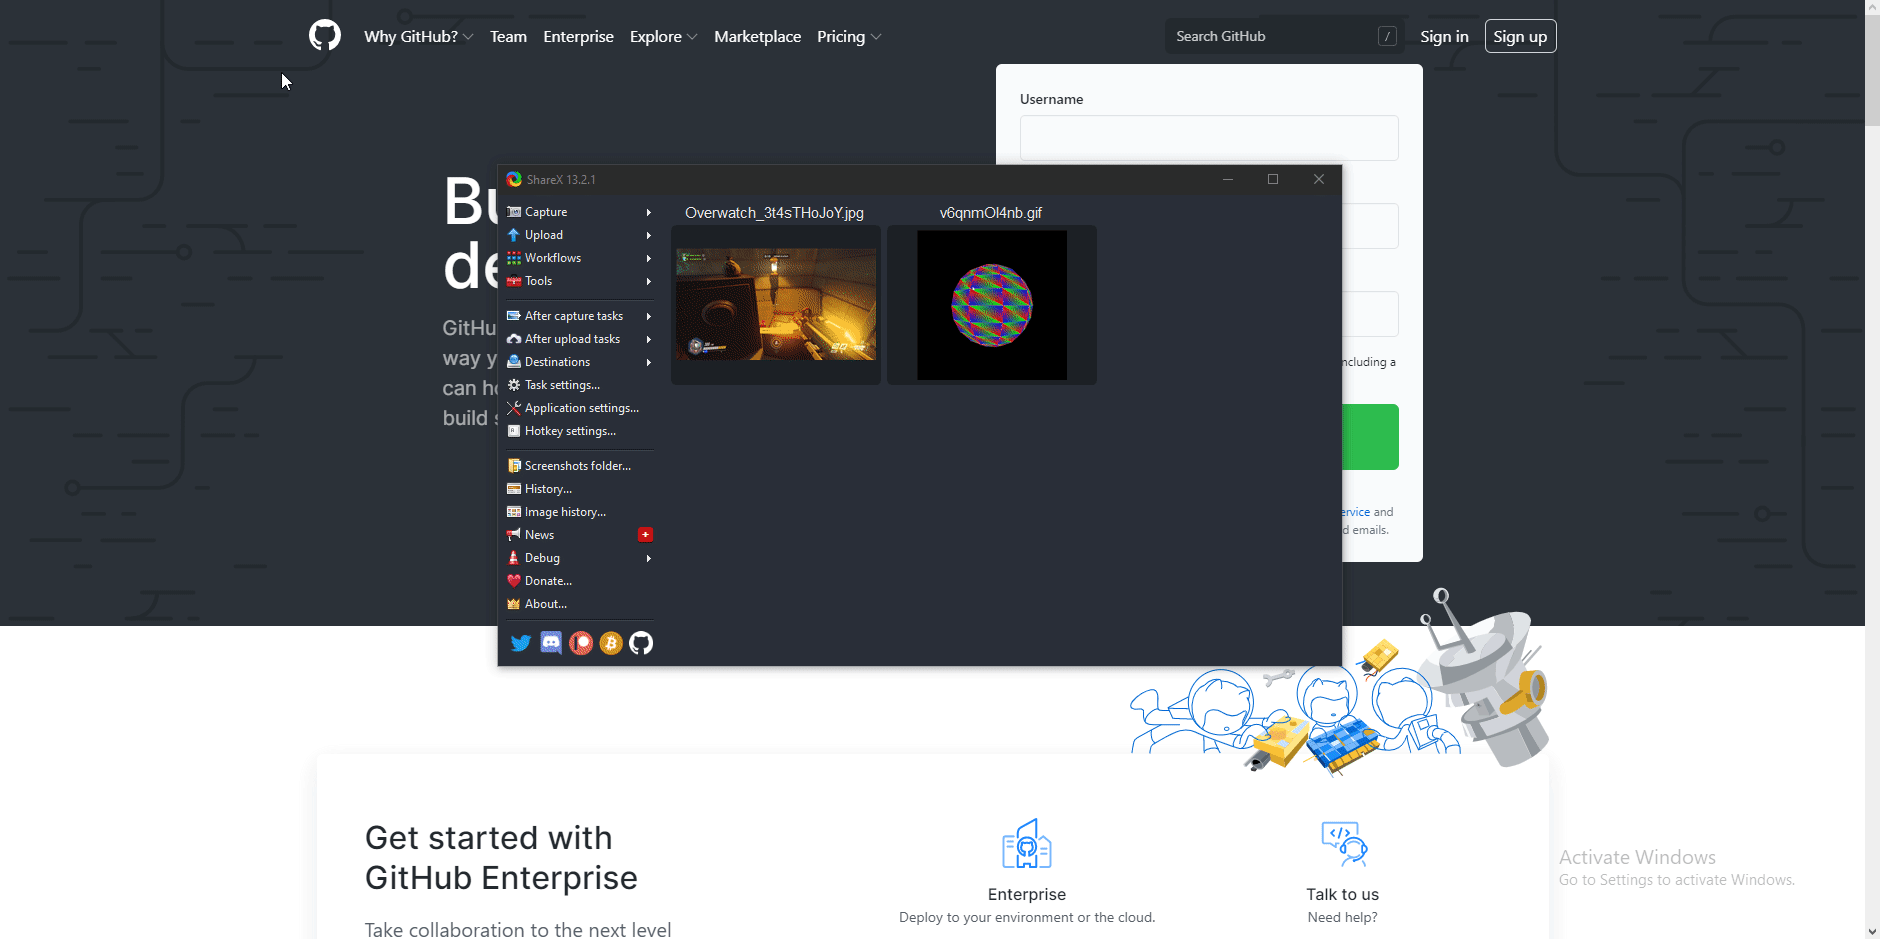 Why GitHub?
Team
Enterprise
Explore
Marketplace
Pricing
Search GitHub
/
Sign in
Sign up
Username
ShareX 13.2.1
Capture
Upload
Workflows
Tools
After capture tasks
After upload tasks
Destinations
Task settings...
Application settings...
Hotkey settings...
Screenshots folder...
History...
Image history...
News
+
Debug
Donate...
About...
Overwatch_3t4sTHoJoY.jpg
v6qnmOl4nb.gif
Bu
de
GitHu
way y
can ho
build s
ncluding a
ervice and
d emails.
Get started with
GitHub Enterprise
Take collaboration to the next level
Enterprise
Deploy to your environment or the cloud.
Talk to us
Need help?
Activate Windows
Go to Settings to activate Windows.